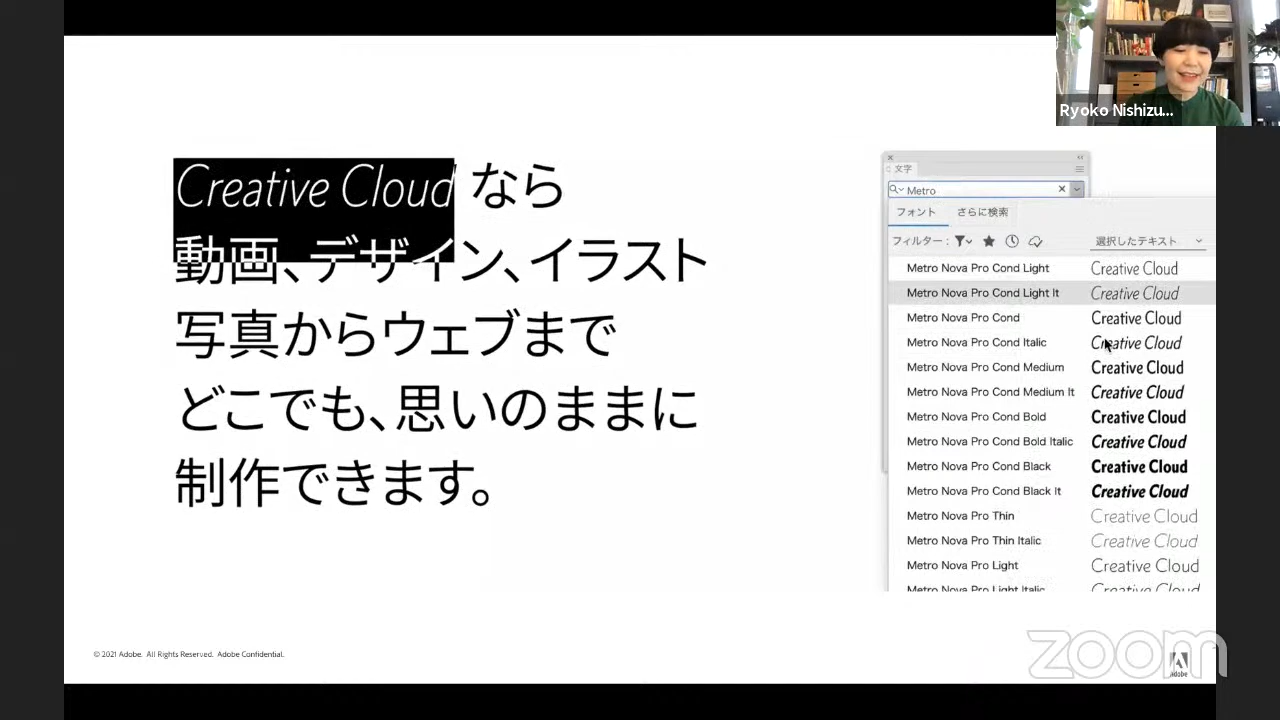 Ryoko Nishizu...
Creative Cloud なら
動画、デザイン、イラスト
写真からウェブまで
どこでも、思いのままに
制作できます。
文字
Metro
フォント さらに検索
フィルター： 選択したテキスト
Metro Nova Pro Cond Light Creative Cloud
Metro Nova Pro Cond Light It Creative Cloud
Metro Nova Pro Cond Creative Cloud
Metro Nova Pro Cond Italic Creative Cloud
Metro Nova Pro Cond Medium Creative Cloud
Metro Nova Pro Cond Medium It Creative Cloud
Metro Nova Pro Cond Bold Creative Cloud
Metro Nova Pro Cond Bold Italic Creative Cloud
Metro Nova Pro Cond Black Creative Cloud
Metro Nova Pro Cond Black It Creative Cloud
Metro Nova Pro Thin Creative Cloud
Metro Nova Pro Thin Italic Creative Cloud
Metro Nova Pro Light Creative Cloud
Metro Nova Pro Light Italic Creative Cloud
© 2021 Adobe. All Rights Reserved. Adobe Confidential.
zoom
Adobe